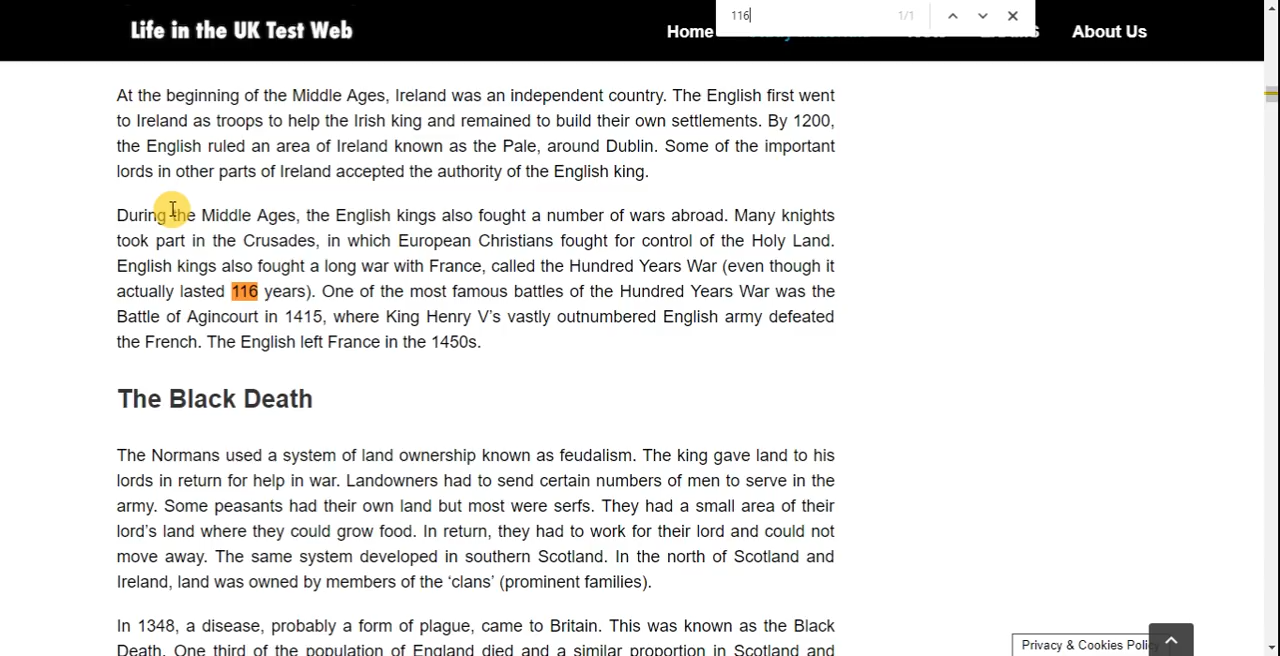 116
1/1
Life in the UK Test Web
Home
About Us
At the beginning of the Middle Ages, Ireland was an independent country. The English first went
to Ireland as troops to help the Irish king and remained to build their own settlements. By 1200,
the English ruled an area of Ireland known as the Pale, around Dublin. Some of the important
lords in other parts of Ireland accepted the authority of the English king.
During the Middle Ages, the English kings also fought a number of wars abroad. Many knights
took part in the Crusades, in which European Christians fought for control of the Holy Land.
English kings also fought a long war with France, called the Hundred Years War (even though it
actually lasted 116 years). One of the most famous battles of the Hundred Years War was the
Battle of Agincourt in 1415, where King Henry V’s vastly outnumbered English army defeated
the French. The English left France in the 1450s.
The Black Death
The Normans used a system of land ownership known as feudalism. The king gave land to his
lords in return for help in war. Landowners had to send certain numbers of men to serve in the
army. Some peasants had their own land but most were serfs. They had a small area of their
lord’s land where they could grow food. In return, they had to work for their lord and could not
move away. The same system developed in southern Scotland. In the north of Scotland and
Ireland, land was owned by members of the ‘clans’ (prominent families).
In 1348, a disease, probably a form of plague, came to Britain. This was known as the Black
Death. One third of the population of England died and a similar proportion in Scotland and
Privacy & Cookies Policy